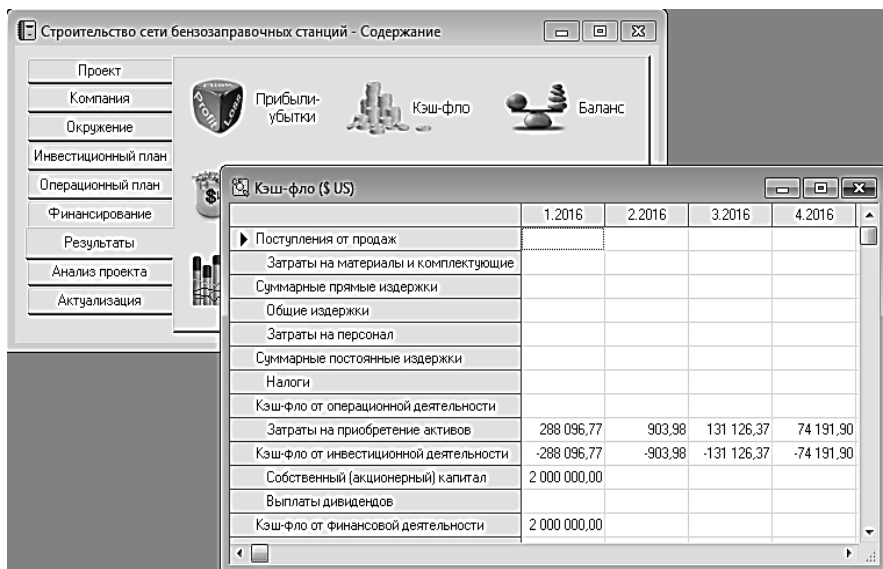 Строительство сети бензозаправочных станций - Содержание
Проект
Компания
Окружение
Инвестиционный план
Операционный план
Финансирование
Результаты
Анализ проекта
Актуализация
Profit
Loss
Прибыли-
убытки
Кэш-фло
Баланс
Кэш-фло ($ US)
1.2016 2.2016 3.2016 4.2016
Поступления от продаж
Затраты на материалы и комплектующие
Суммарные прямые издержки
Общие издержки
Затраты на персонал
Суммарные постоянные издержки
Налоги
Кэш-фло от операционной деятельности
Затраты на приобретение активов 288 096,77 903,98 131 126,37 74 191,90
Кэш-фло от инвестиционной деятельности -288 096,77 -903,98 -131 126,37 -74 191,90
Собственный (акционерный) капитал 2 000 000,00
Выплаты дивидендов
Кэш-фло от финансовой деятельности 2 000 000,00